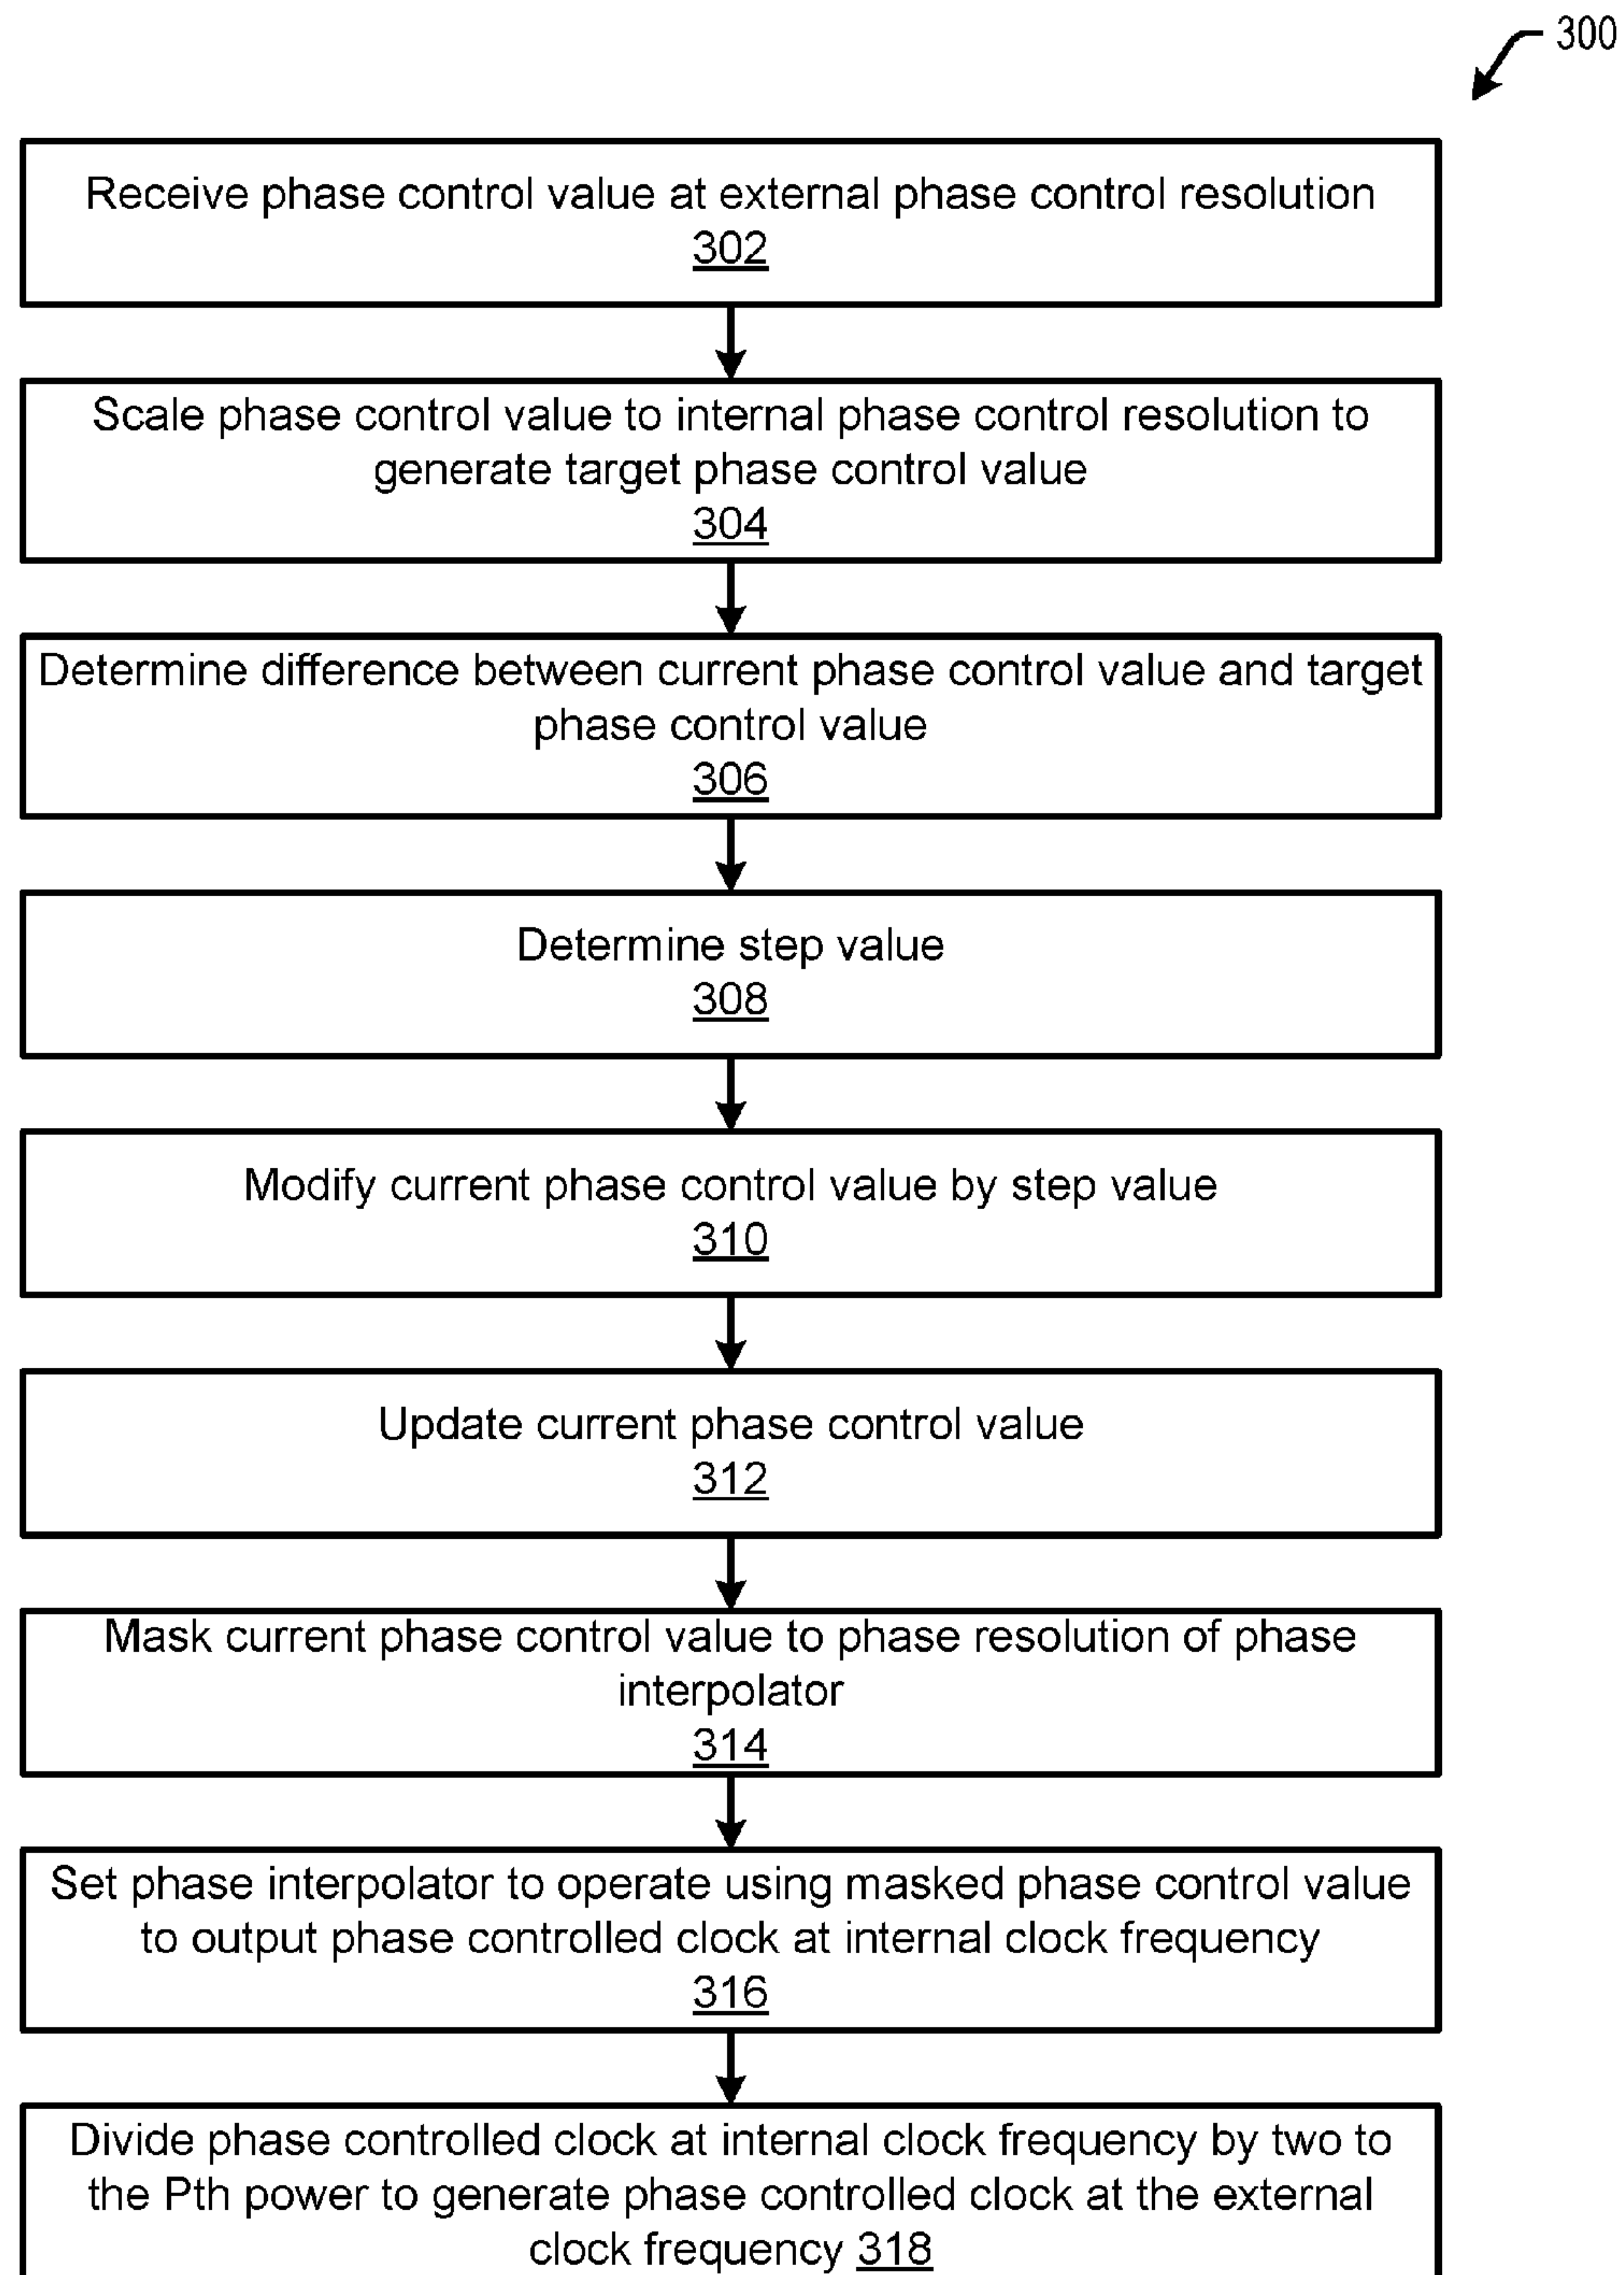 300
Receive phase control value at external phase control resolution
302
Scale phase control value to internal phase control resolution to
generate target phase control value
304
Determine difference between current phase control value and target
phase control value
306
Determine step value
308
Modify current phase control value by step value
310
Update current phase control value
312
Mask current phase control value to phase resolution of phase
interpolator
314
Set phase interpolator to operate using masked phase control value
to output phase controlled clock at internal clock frequency
316
Divide phase controlled clock at internal clock frequency by two to
the Pth power to generate phase controlled clock at the external
clock frequency 318